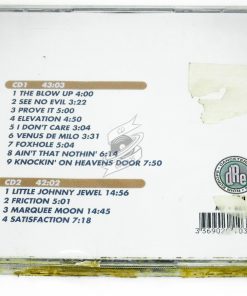 CD1 43:03
1 THE BLOW UP 4:00
2 SEE NO EVIL 3:22
3 PROVE IT 5:00
4 ELEVATION 4:50
5 I DON'T CARE 3:04
6 VENUS DE MILO 3:31
7 FOXHOLE 5:04
8 AIN'T THAT NOTHIN' 6:20
9 KNOCKIN' ON HEAVENS DOOR 7:50
CD2 42:02
1 LITTLE JOHNNY JEWEL 14:56
2 FRICTION 5:01
3 MARQUEE MOON 14:45
4 SATISFACTION 7:18